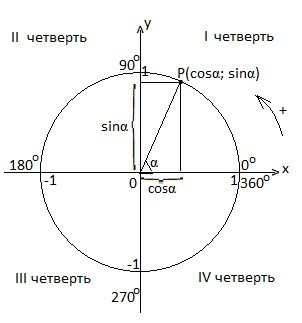 y
II четверть
I четверть
90°
1
P(cosα; sinα)
+
sinα
α
180°
0°
x
-1
0
cosα
1
360°
-1
III четверть
IV четверть
270°